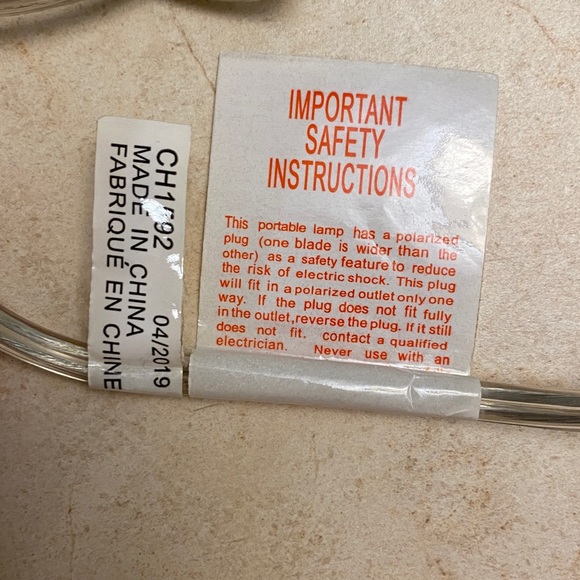 MADE IN CHINA 04/2019
FABRIQUÉ EN CHINE
IMPORTANT
SAFETY
INSTRUCTIONS
This portable lamp has a polarized
plug (one blade is wider than the
other) as a safety feature to reduce
the risk of electric shock. This plug
will fit in a polarized outlet only one
way. If the plug does not fit fully
in the outlet,reverse the plug. If it still
does not fit. contact a qualified
electrician. Never use with an